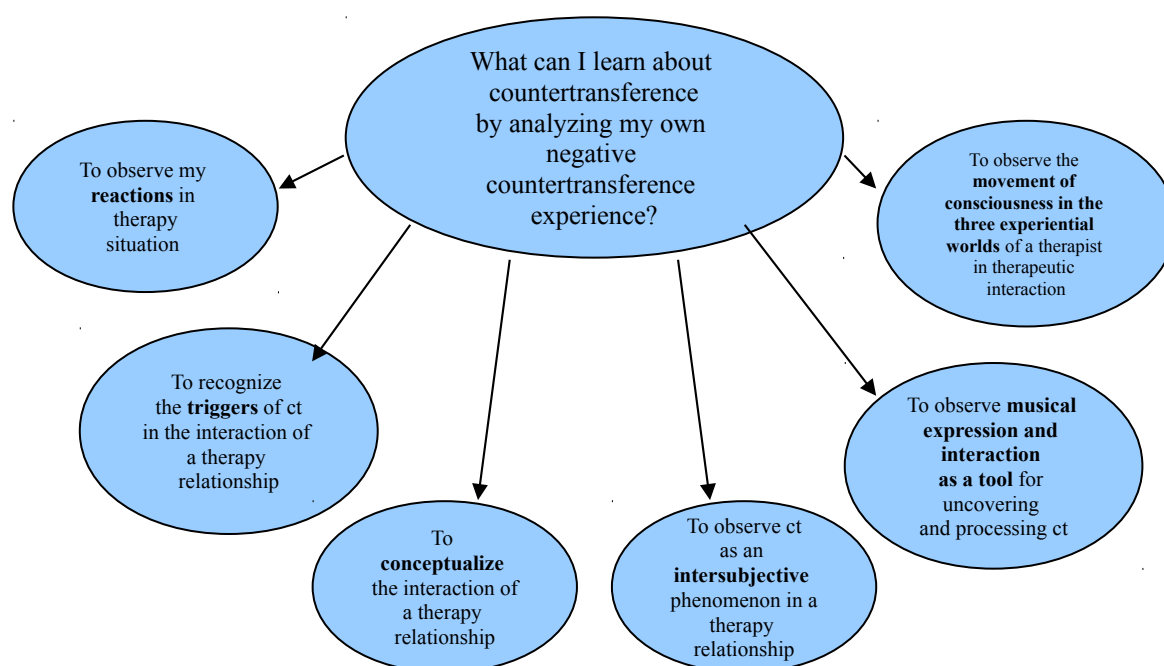 What can I learn about
countertransference
by analyzing my own
negative
countertransference
experience?
To observe my
reactions in
therapy
situation
To recognize
the triggers of ct
in the interaction of
a therapy
relationship
To
conceptualize
the interaction of
a therapy
relationship
To observe ct
as an
intersubjective
phenomenon in a
therapy
relationship
To observe musical
expression and
interaction
as a tool for
uncovering
and processing ct
To observe the
movement of
consciousness in the
three experiential
worlds of a therapist
in therapeutic
interaction